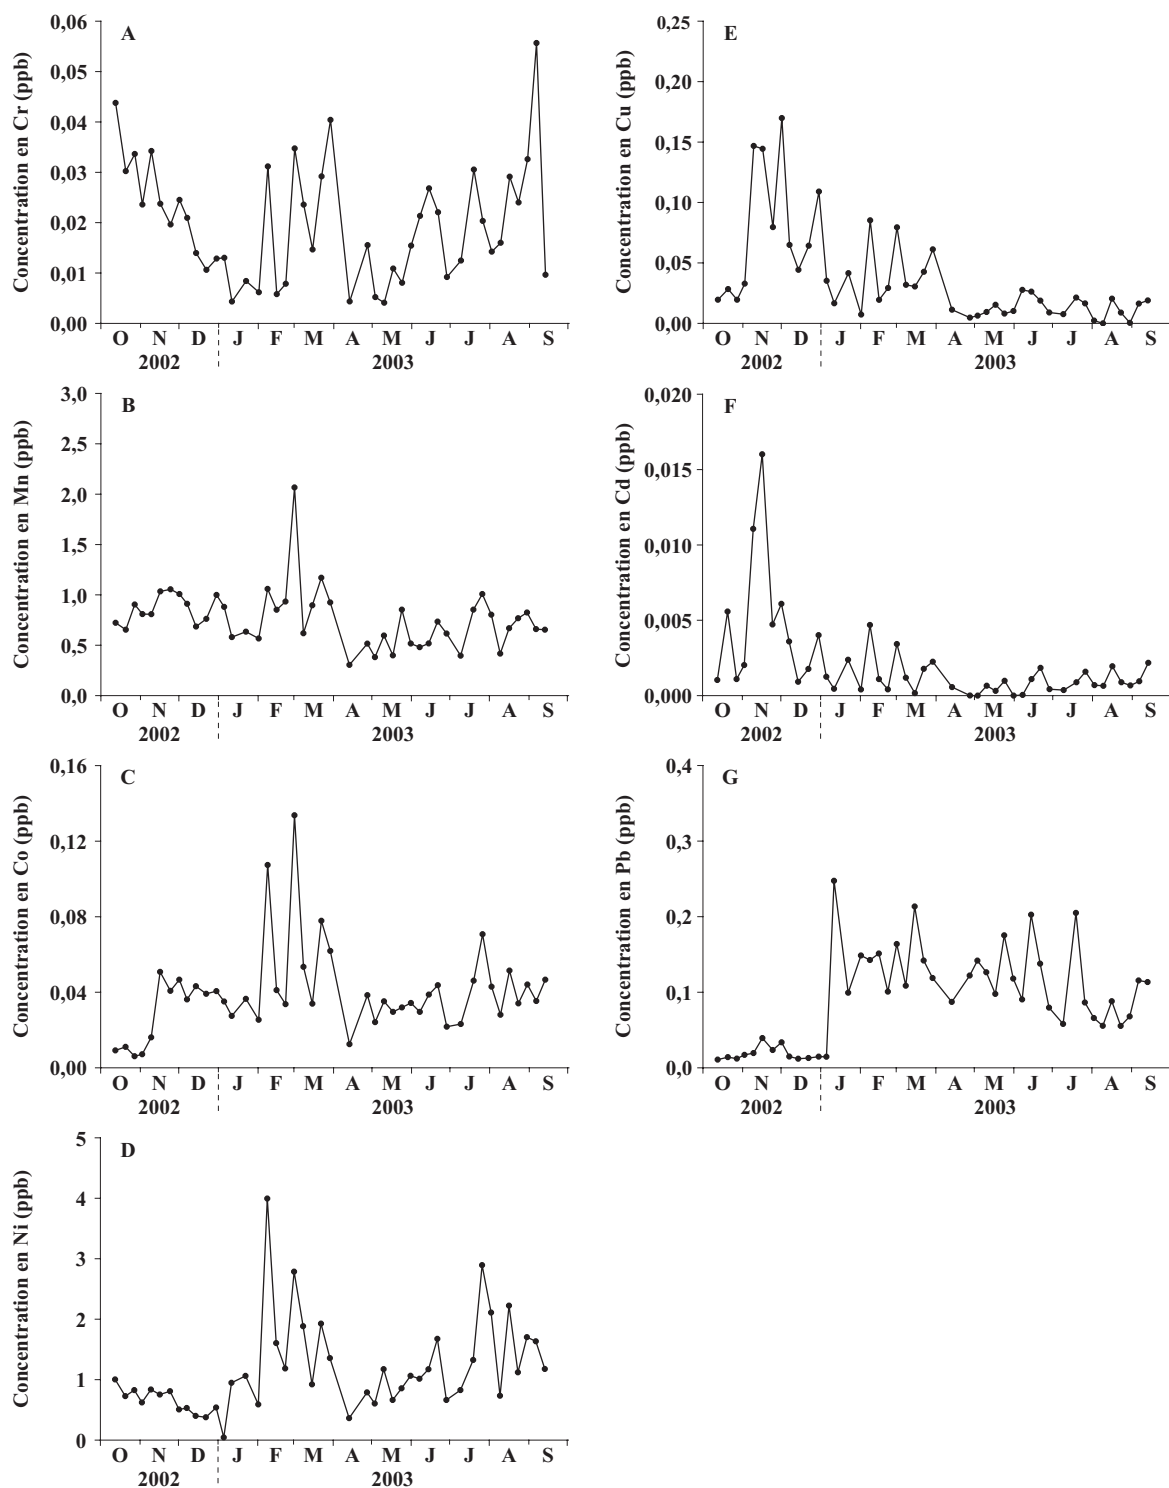 A
Concentration en Cr (ppb)
0,06
0,05
0,04
0,03
0,02
0,01
0,00
O N D J F M A M J J A S
2002 2003
B
Concentration en Mn (ppb)
3,0
2,5
2,0
1,5
1,0
0,5
0,0
O N D J F M A M J J A S
2002 2003
C
Concentration en Co (ppb)
0,16
0,12
0,08
0,04
0,00
O N D J F M A M J J A S
2002 2003
D
Concentration en Ni (ppb)
5
4
3
2
1
0
O N D J F M A M J J A S
2002 2003
E
Concentration en Cu (ppb)
0,25
0,20
0,15
0,10
0,05
0,00
O N D J F M A M J J A S
2002 2003
F
Concentration en Cd (ppb)
0,020
0,015
0,010
0,005
0,000
O N D J F M A M J J A S
2002 2003
G
Concentration en Pb (ppb)
0,4
0,3
0,2
0,1
0,0
O N D J F M A M J J A S
2002 2003